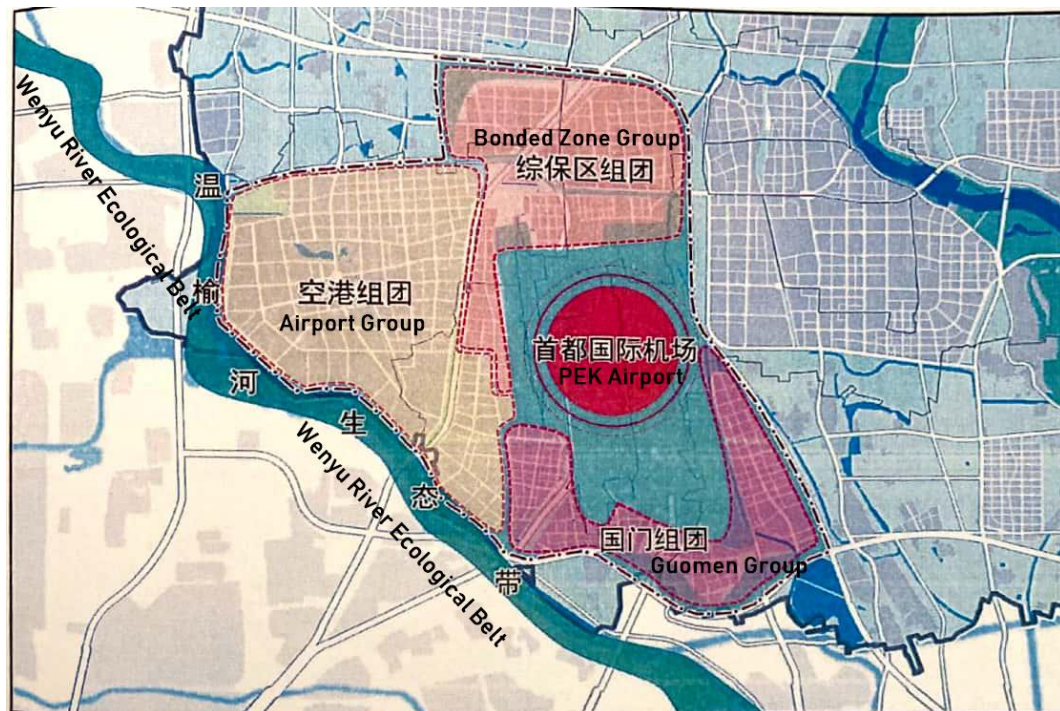 Bonded Zone Group
综保区组团
Wenyu River Ecological Belt
温
榆
河
生
态
带
空港组团
Airport Group
首都国际机场
PEK Airport
Wenyu River Ecological Belt
国门组团
Guomen Group